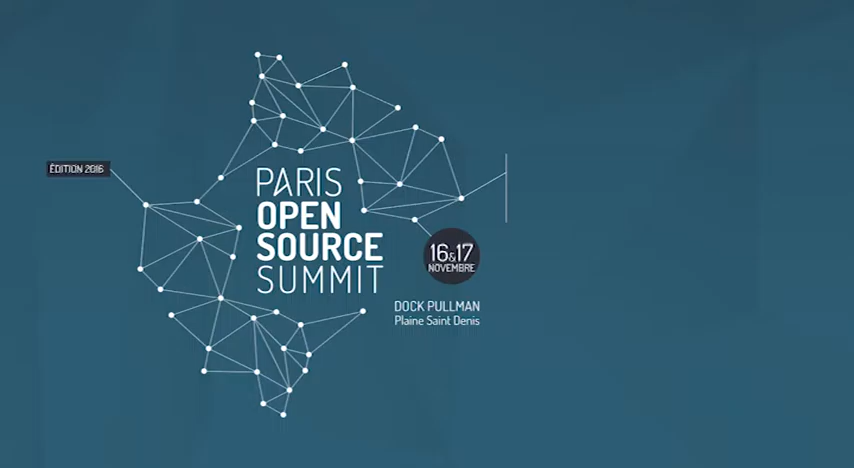 ÉDITION 2016
PARIS
OPEN
SOURCE
SUMMIT
16&17
NOVEMBRE
DOCK PULLMAN
Plaine Saint Denis